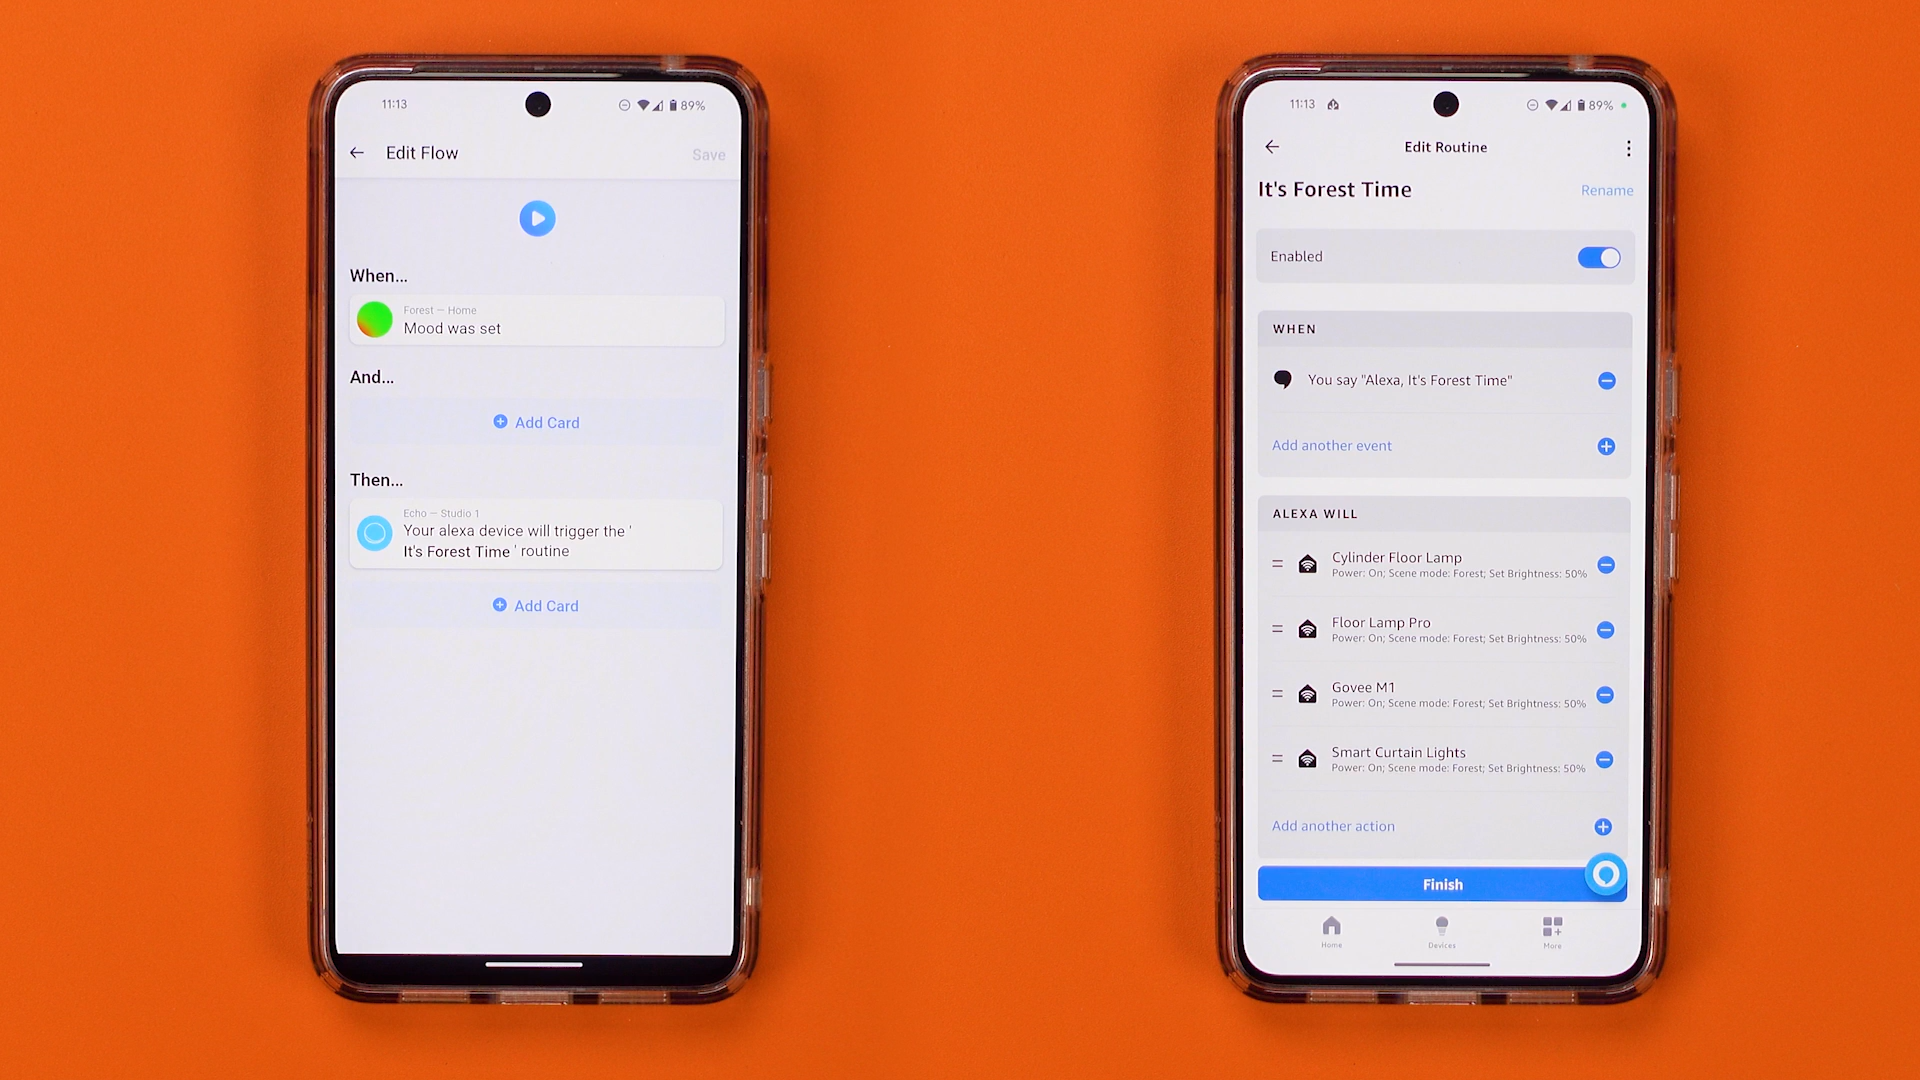 11:13
89%
Edit Flow
Save
When...
Forest — Home
Mood was set
And...
Add Card
Then...
Echo — Studio 1
Your alexa device will trigger the '
It's Forest Time ' routine
Add Card
11:13
89%
Edit Routine
It's Forest Time
Rename
Enabled
WHEN
You say "Alexa, It's Forest Time"
Add another event
ALEXA WILL
Cylinder Floor Lamp
Power: On; Scene mode: Forest; Set Brightness: 50%
Floor Lamp Pro
Power: On; Scene mode: Forest; Set Brightness: 50%
Govee M1
Power: On; Scene mode: Forest; Set Brightness: 50%
Smart Curtain Lights
Power: On; Scene mode: Forest; Set Brightness: 50%
Add another action
Finish
Home
Devices
More